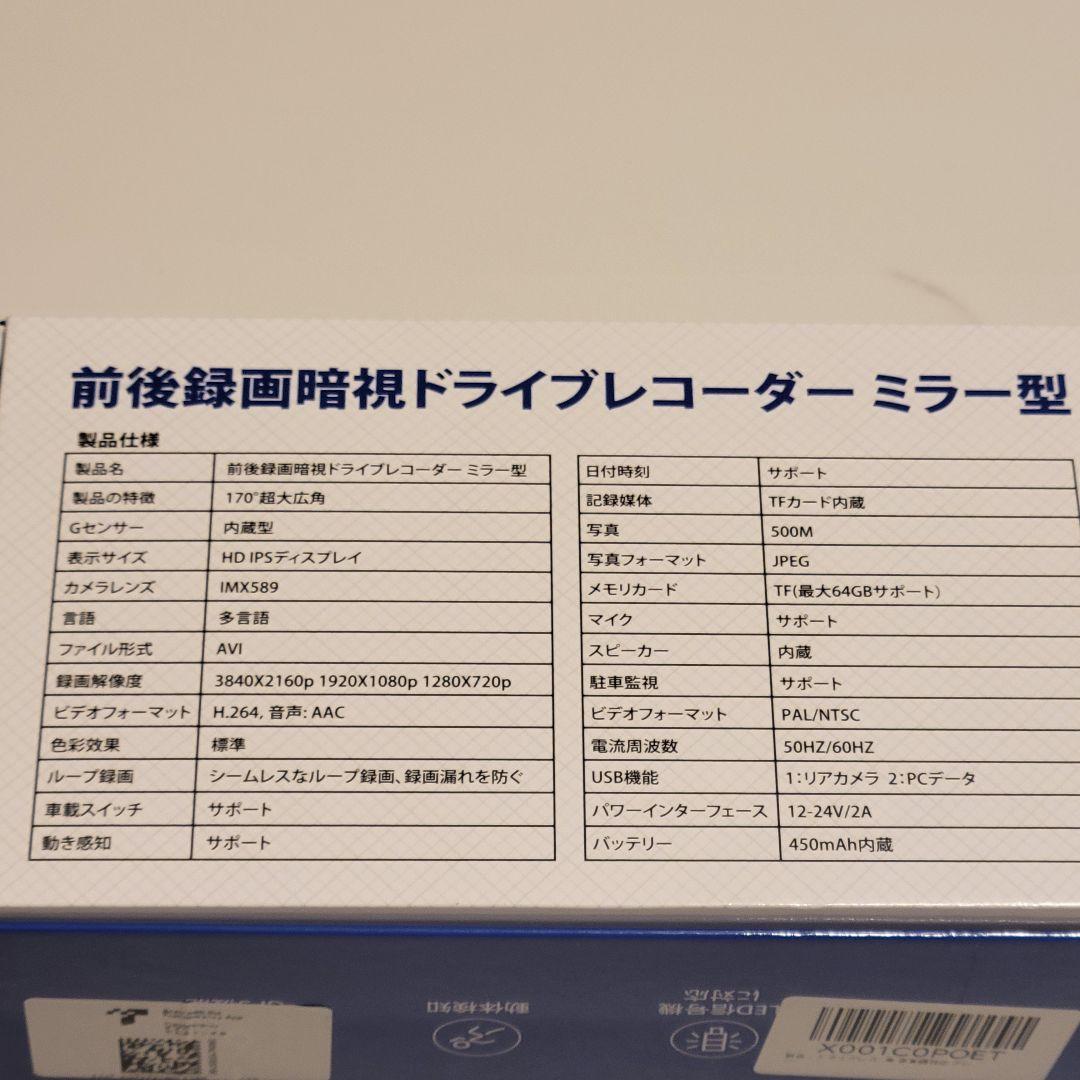 前後録画暗視ドライブレコーダー ミラー型
製品仕様
製品名 前後録画暗視ドライブレコーダー ミラー型
製品の特徴 170°超大広角
Gセンサー 内蔵型
表示サイズ HD IPSディスプレイ
カメラレンズ IMX589
言語 多言語
ファイル形式 AVI
録画解像度 3840X2160p 1920X1080p 1280X720p
ビデオフォーマット H.264, 音声: AAC
色彩効果 標準
ループ録画 シームレスなループ録画、録画漏れを防ぐ
車載スイッチ サポート
動き感知 サポート
日付時刻 サポート
記録媒体 TFカード内蔵
写真 500M
写真フォーマット JPEG
メモリカード TF(最大64GBサポート)
マイク サポート
スピーカー 内蔵
駐車監視 サポート
ビデオフォーマット PAL/NTSC
電流周波数 50HZ/60HZ
USB機能 1:リアカメラ 2:PCデータ
パワーインターフェース 12-24V/2A
バッテリー 450mAh内蔵
動体検知
LED信号機
に対応
X001C0POET